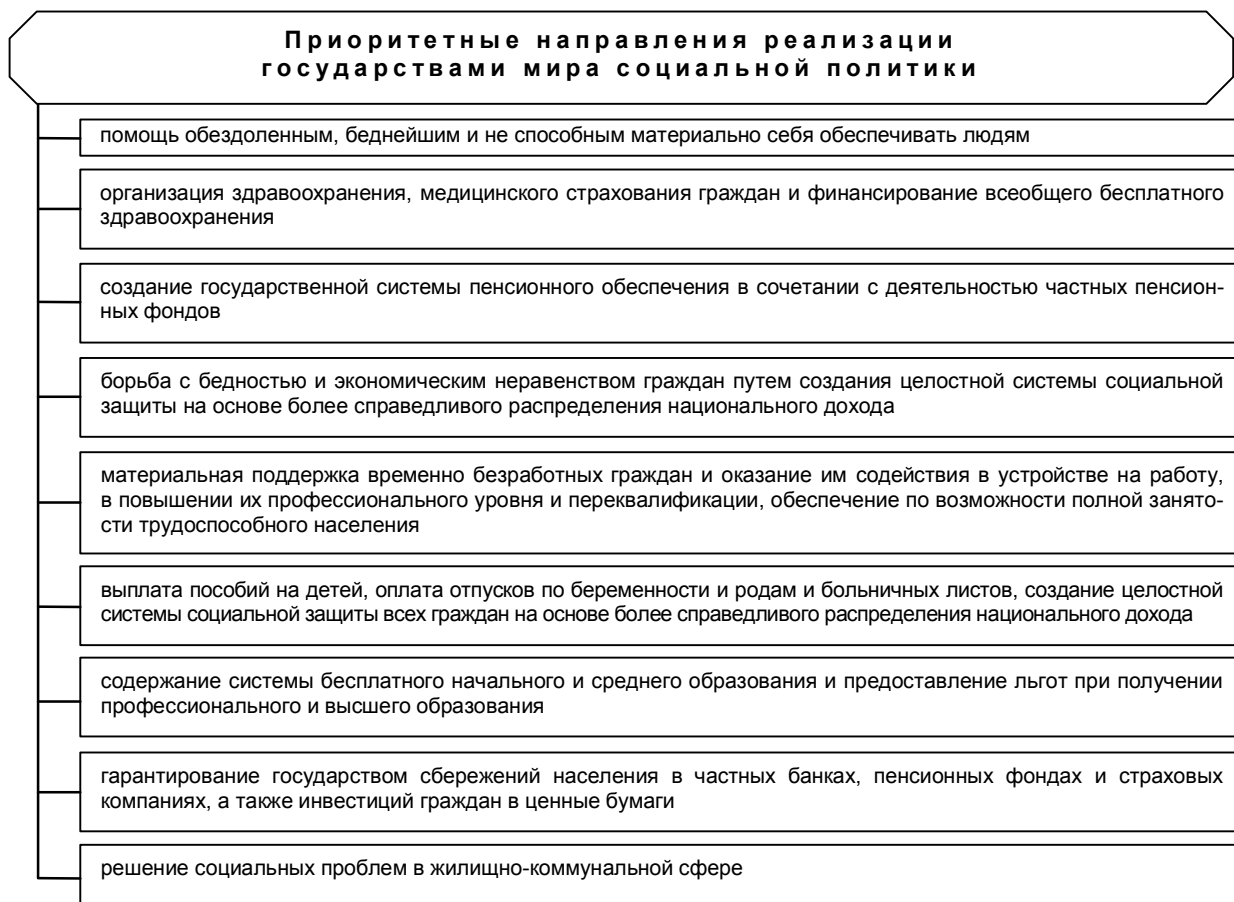 Приоритетные направления реализации
государствами мира социальной политики
помощь обездоленным, беднейшим и не способным материально себя обеспечивать людям
организация здравоохранения, медицинского страхования граждан и финансирование всеобщего бесплатного
здравоохранения
создание государственной системы пенсионного обеспечения в сочетании с деятельностью частных пенсион-
ных фондов
борьба с бедностью и экономическим неравенством граждан путем создания целостной системы социальной
защиты на основе более справедливого распределения национального дохода
материальная поддержка временно безработных граждан и оказание им содействия в устройстве на работу,
в повышении их профессионального уровня и переквалификации, обеспечение по возможности полной занято-
сти трудоспособного населения
выплата пособий на детей, оплата отпусков по беременности и родам и больничных листов, создание целостной
системы социальной защиты всех граждан на основе более справедливого распределения национального дохода
содержание системы бесплатного начального и среднего образования и предоставление льгот при получении
профессионального и высшего образования
гарантирование государством сбережений населения в частных банках, пенсионных фондах и страховых
компаниях, а также инвестиций граждан в ценные бумаги
решение социальных проблем в жилищно-коммунальной сфере